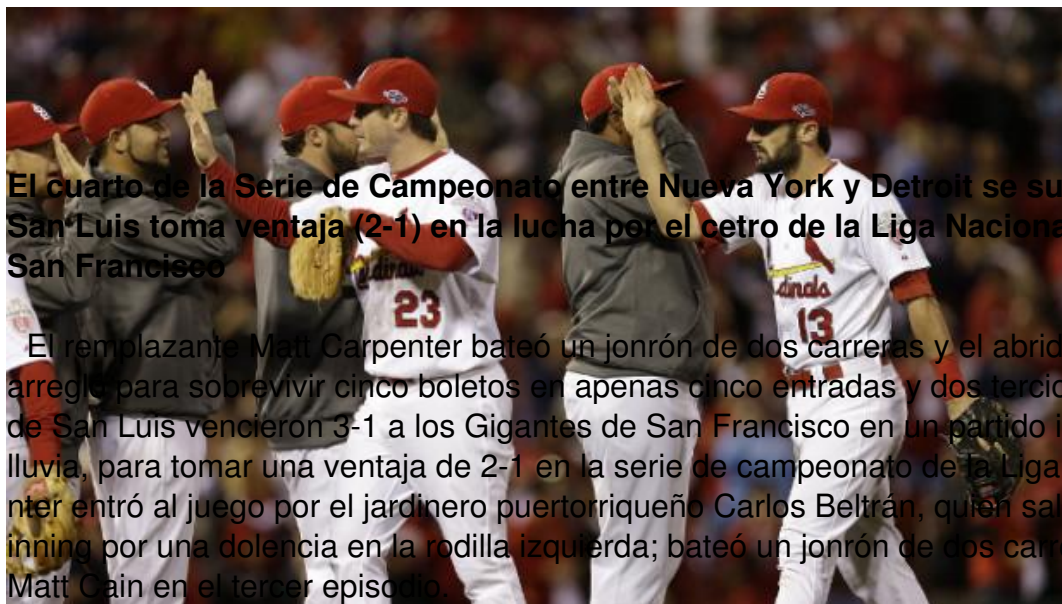 El cuarto de la Serie de Campeonato entre Nueva York y Detroit se su
San Luis toma ventaja (2-1) en la lucha por el cetro de la Liga Naciona
San Francisco
El remplazante Matt Carpenter bateó un jonrón de dos carreras y el abrid
arregló para sobrevivir cinco boletos en apenas cinco entradas y dos tercio
de San Luis vencieron 3-1 a los Gigantes de San Francisco en un partido i
lluvia, para tomar una ventaja de 2-1 en la serie de campeonato de la Liga
nter entró al juego por el jardinero puertorriqueño Carlos Beltrán, quien sal
inning por una dolencia en la rodilla izquierda; bateó un jonrón de dos carre
Matt Cain en el tercer episodio.
23
dinals
13